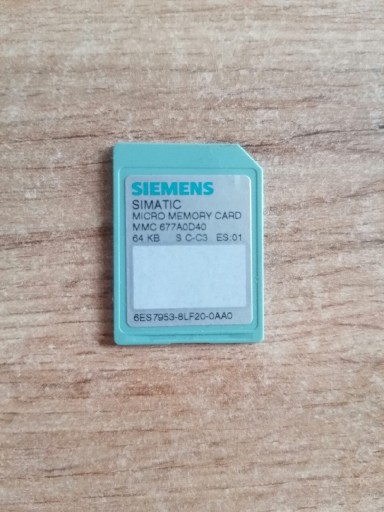 SIEMENS
SIMATIC
MICRO MEMORY CARD
MMC 677A0D40
64 KB S C-C3 ES:01
6ES7953-8LF20-0AA0